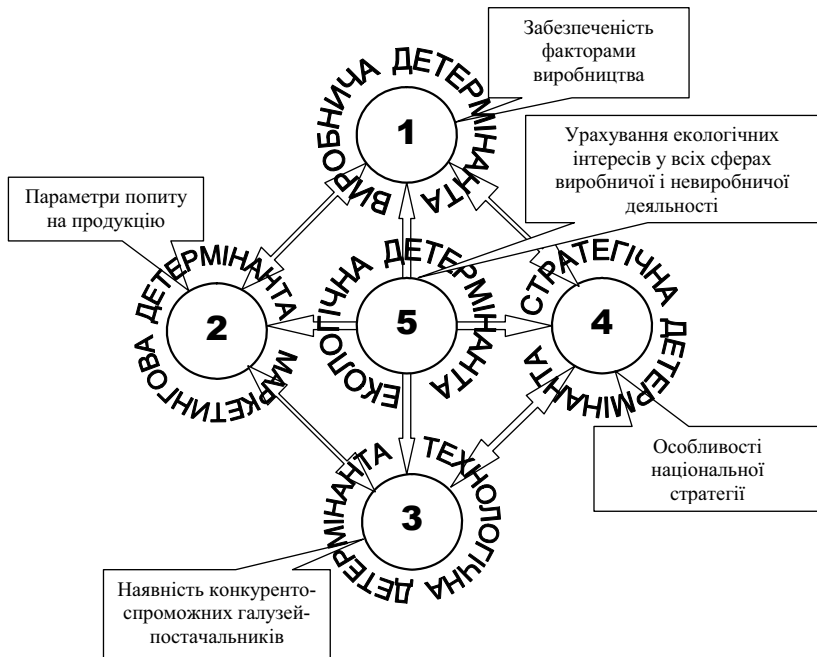 Забезпеченість
факторами
виробництва
ВИРОБНИЧА ДЕТЕРМІНАНТА
1
Урахування екологічних
інтересів у всіх сферах
виробничої і невиробничої
деяльності
Параметри попиту
на продукцію
МАРКЕТИНГОВА ДЕТЕРМІНАНТА
2
ЕКОЛОГІЧНА ДЕТЕРМІНАНТА
5
СТРАТЕГІЧНА ДЕТЕРМІНАНТА
4
Особливості
національної
стратегії
ТЕХНОЛОГІЧНА ДЕТЕРМІНАНТА
3
Наявність конкуренто-
спроможних галузей-
постачальників